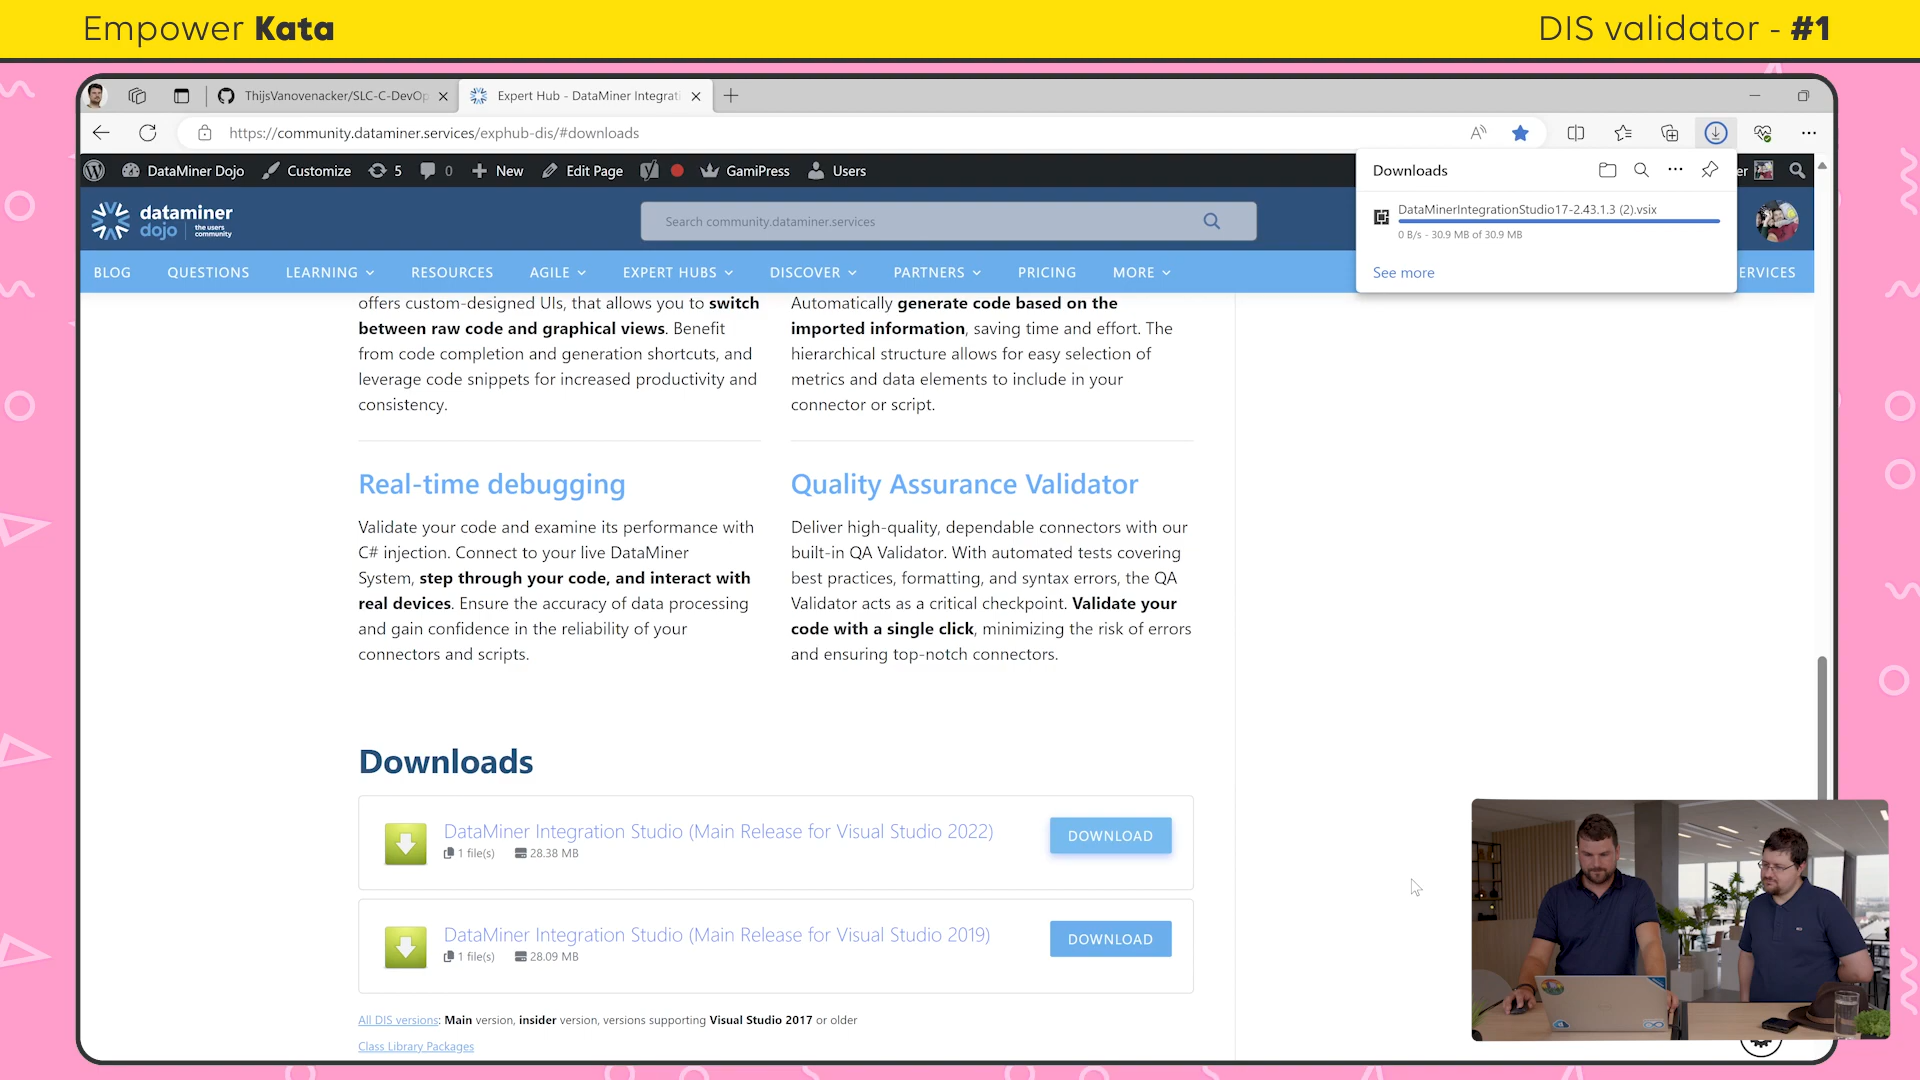 Empower Kata
DIS validator - #1
ThijsVanovenacker/SLC-C-DevOp
Expert Hub - DataMiner Integrati
https://community.dataminer.services/exphub-dis/#downloads
DataMiner Dojo
Customize
5
0
New
Edit Page
GamiPress
Users
er
Downloads
DataMinerIntegrationStudio17-2.43.1.3 (2).vsix
0 B/s - 30.9 MB of 30.9 MB
See more
dataminer
dojo
the users
community
Search community.dataminer.services
BLOG
QUESTIONS
LEARNING
RESOURCES
AGILE
EXPERT HUBS
DISCOVER
PARTNERS
PRICING
MORE
ERVICES
offers custom-designed UIs, that allows you to switch
between raw code and graphical views. Benefit
from code completion and generation shortcuts, and
leverage code snippets for increased productivity and
consistency.
Automatically generate code based on the
imported information, saving time and effort. The
hierarchical structure allows for easy selection of
metrics and data elements to include in your
connector or script.
Real-time debugging
Validate your code and examine its performance with
C# injection. Connect to your live DataMiner
System, step through your code, and interact with
real devices. Ensure the accuracy of data processing
and gain confidence in the reliability of your
connectors and scripts.
Quality Assurance Validator
Deliver high-quality, dependable connectors with our
built-in QA Validator. With automated tests covering
best practices, formatting, and syntax errors, the QA
Validator acts as a critical checkpoint. Validate your
code with a single click, minimizing the risk of errors
and ensuring top-notch connectors.
Downloads
DataMiner Integration Studio (Main Release for Visual Studio 2022)
1 file(s)
28.38 MB
DOWNLOAD
DataMiner Integration Studio (Main Release for Visual Studio 2019)
1 file(s)
28.09 MB
DOWNLOAD
All DIS versions: Main version, insider version, versions supporting Visual Studio 2017 or older
Class Library Packages